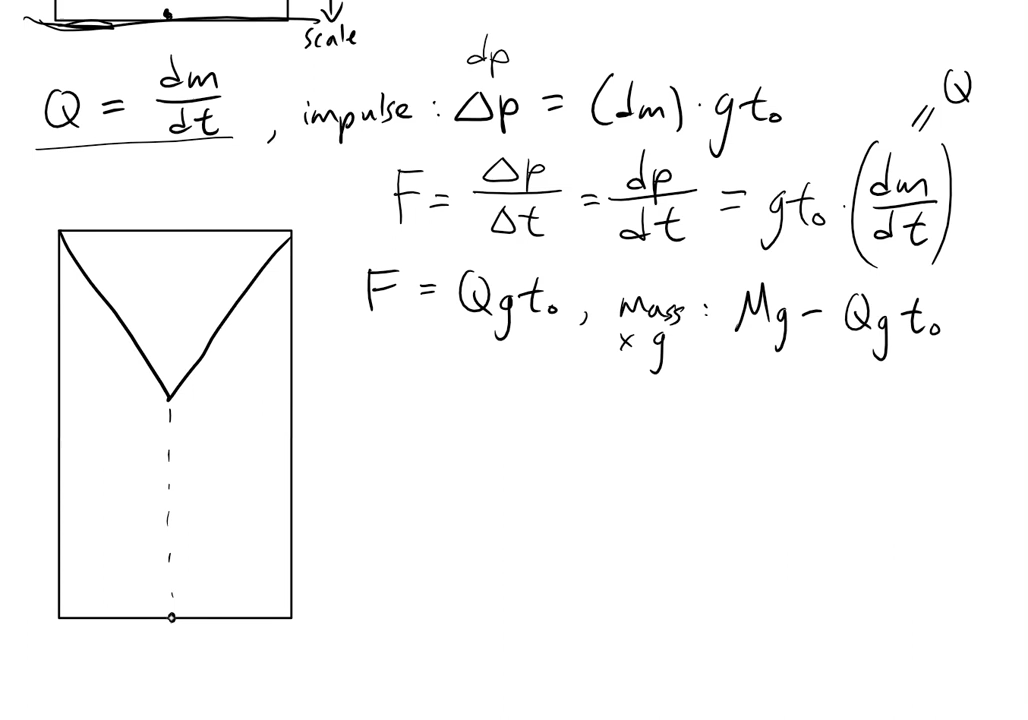 scale
Q = dm/dt , impulse : Δp = (dm) · gt₀
dp
Q
F = Δp/Δt = dp/dt = gt₀ · (dm/dt)
F = Qgt₀ , mass × g : Mg − Qgt₀